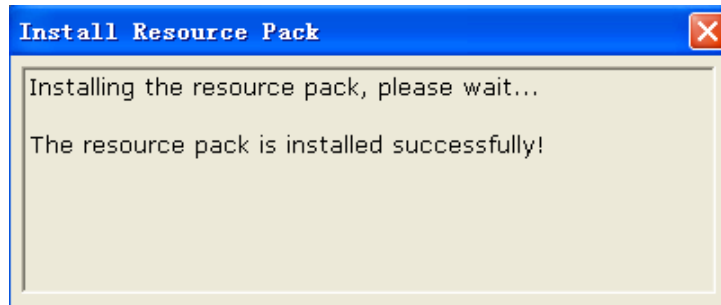 Install Resource Pack
Installing the resource pack, please wait...
The resource pack is installed successfully!